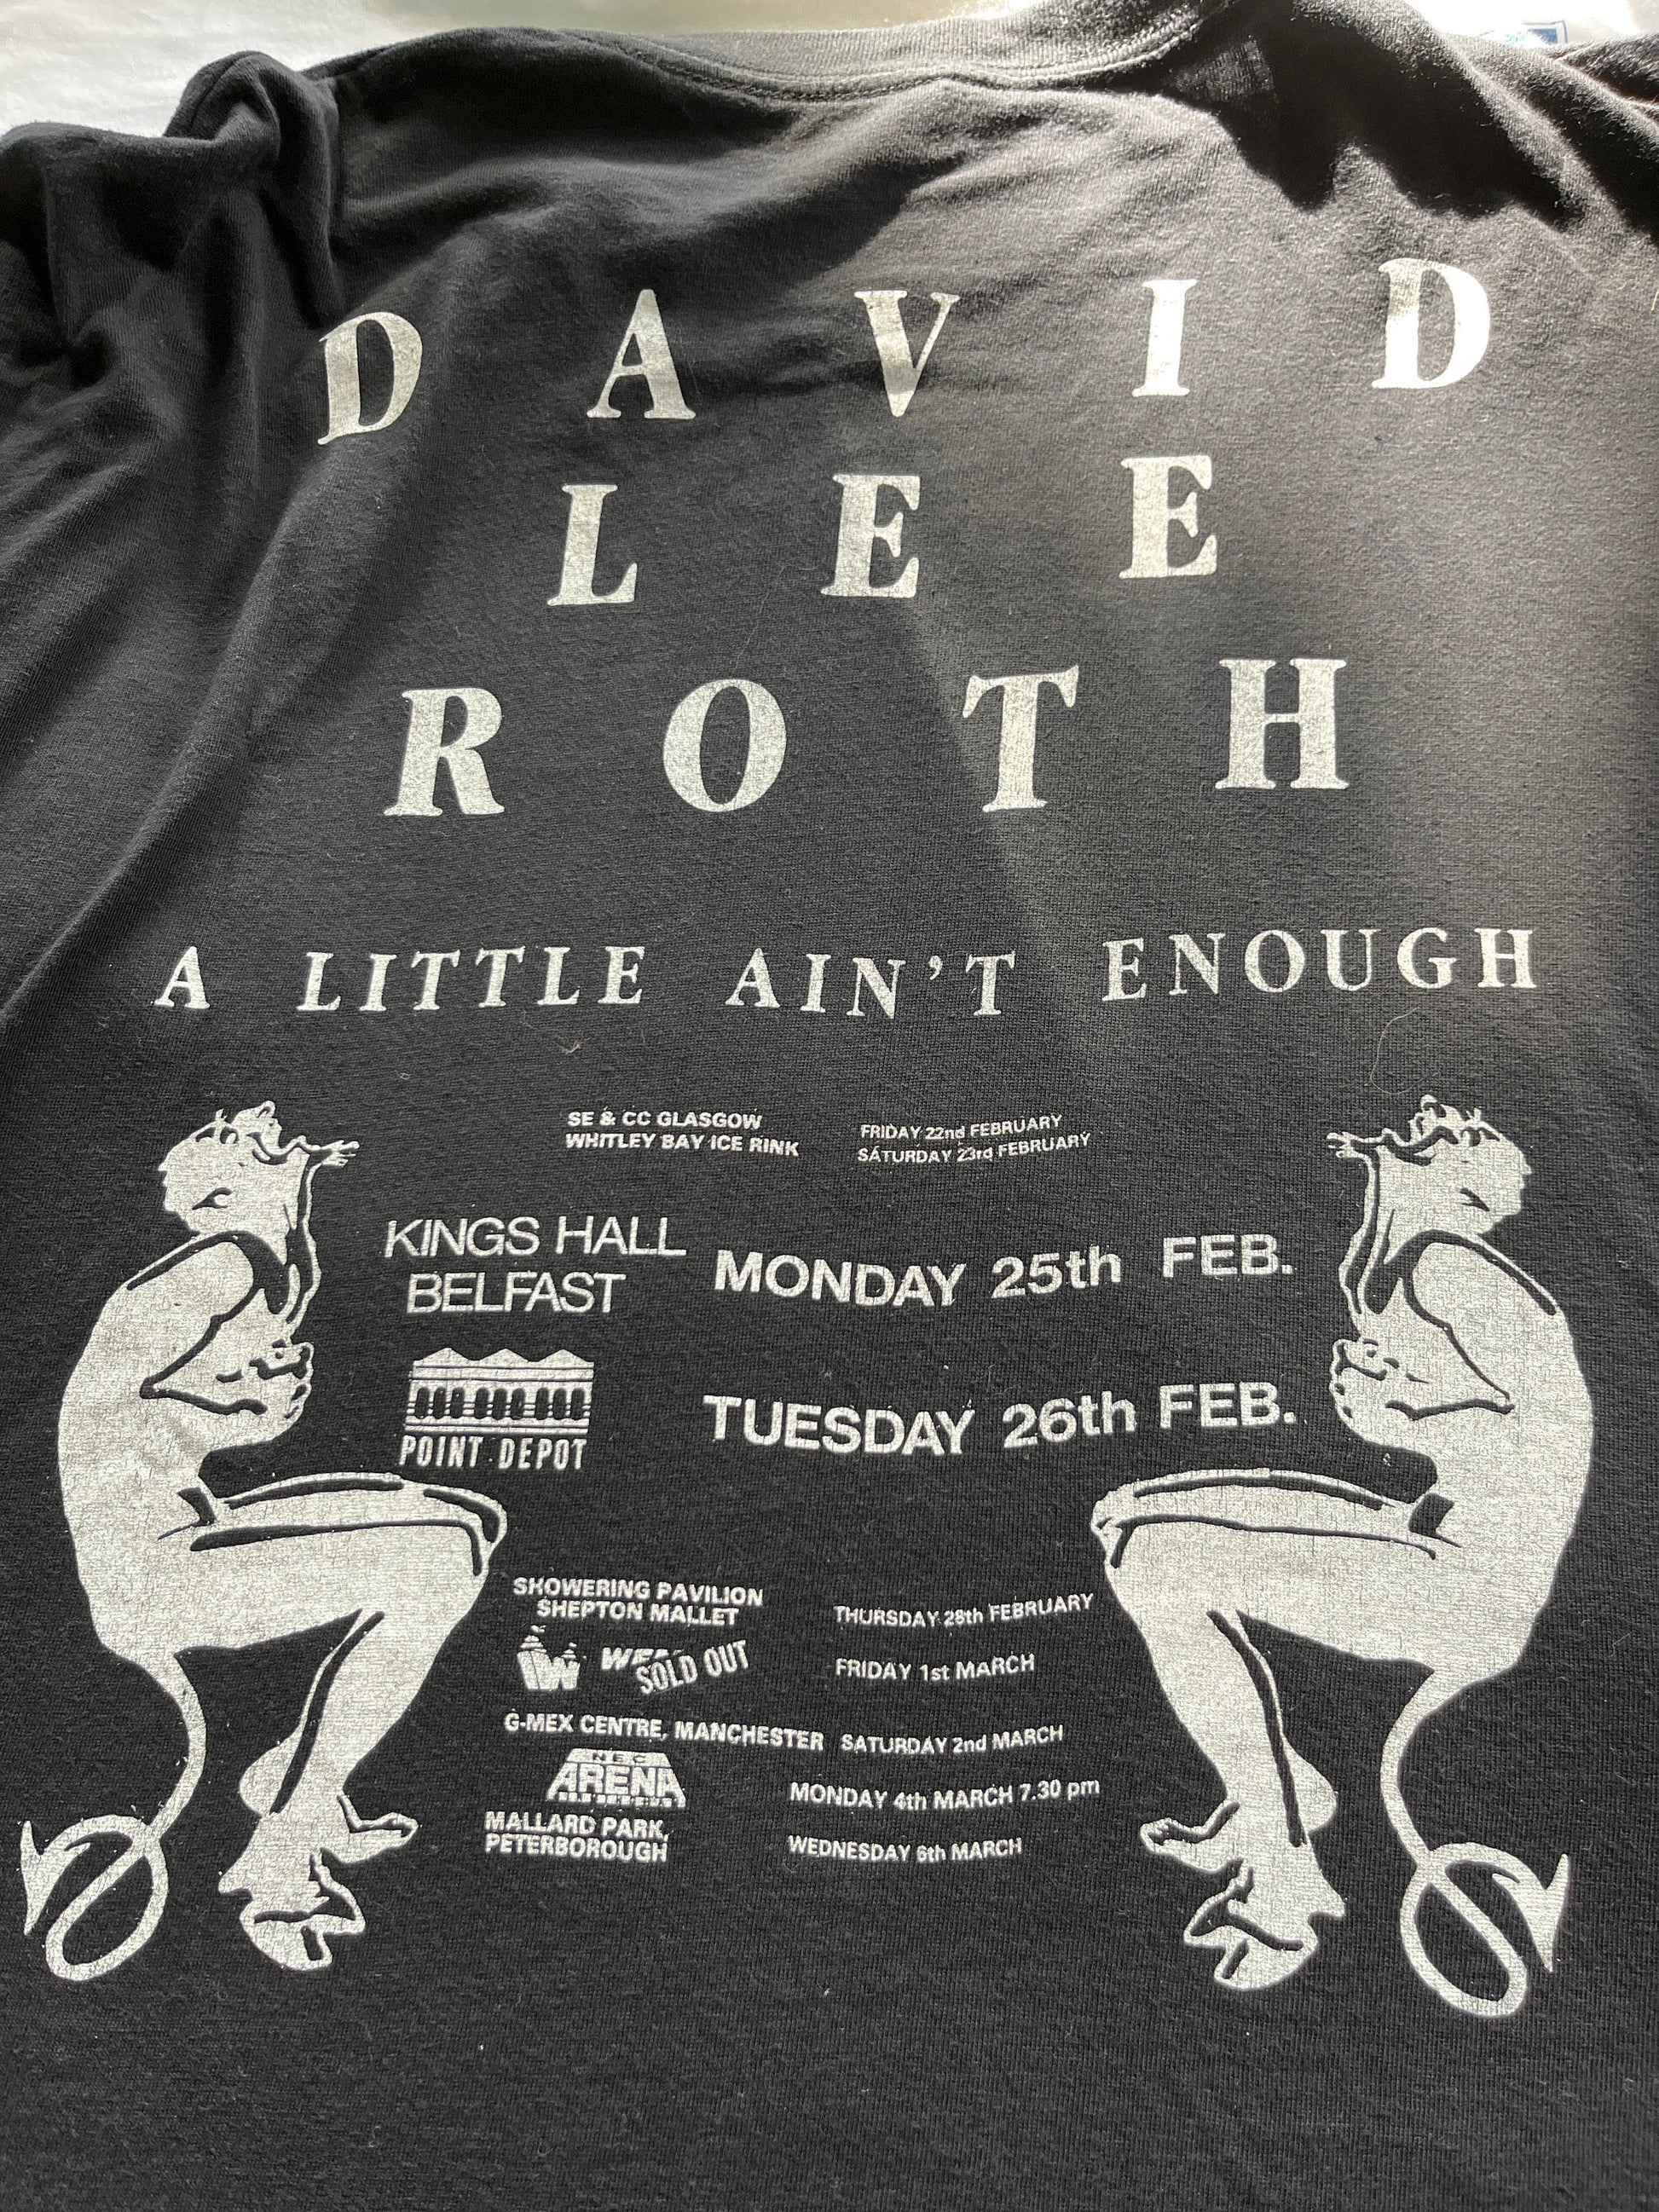 DAVID
LEE
ROTH
A LITTLE AIN'T ENOUGH
SE & CC GLASGOW FRIDAY 22nd FEBRUARY
WHITLEY BAY ICE RINK SATURDAY 23rd FEBRUARY
KINGS HALL
BELFAST MONDAY 25th FEB.
POINT DEPOT TUESDAY 26th FEB.
SHOWERING PAVILION
SHEPTON MALLET THURSDAY 28th FEBRUARY
SOLD OUT FRIDAY 1st MARCH
G-MEX CENTRE, MANCHESTER SATURDAY 2nd MARCH
NEC
ARENA MONDAY 4th MARCH 7.30 pm
MALLARD PARK,
PETERBOROUGH WEDNESDAY 6th MARCH